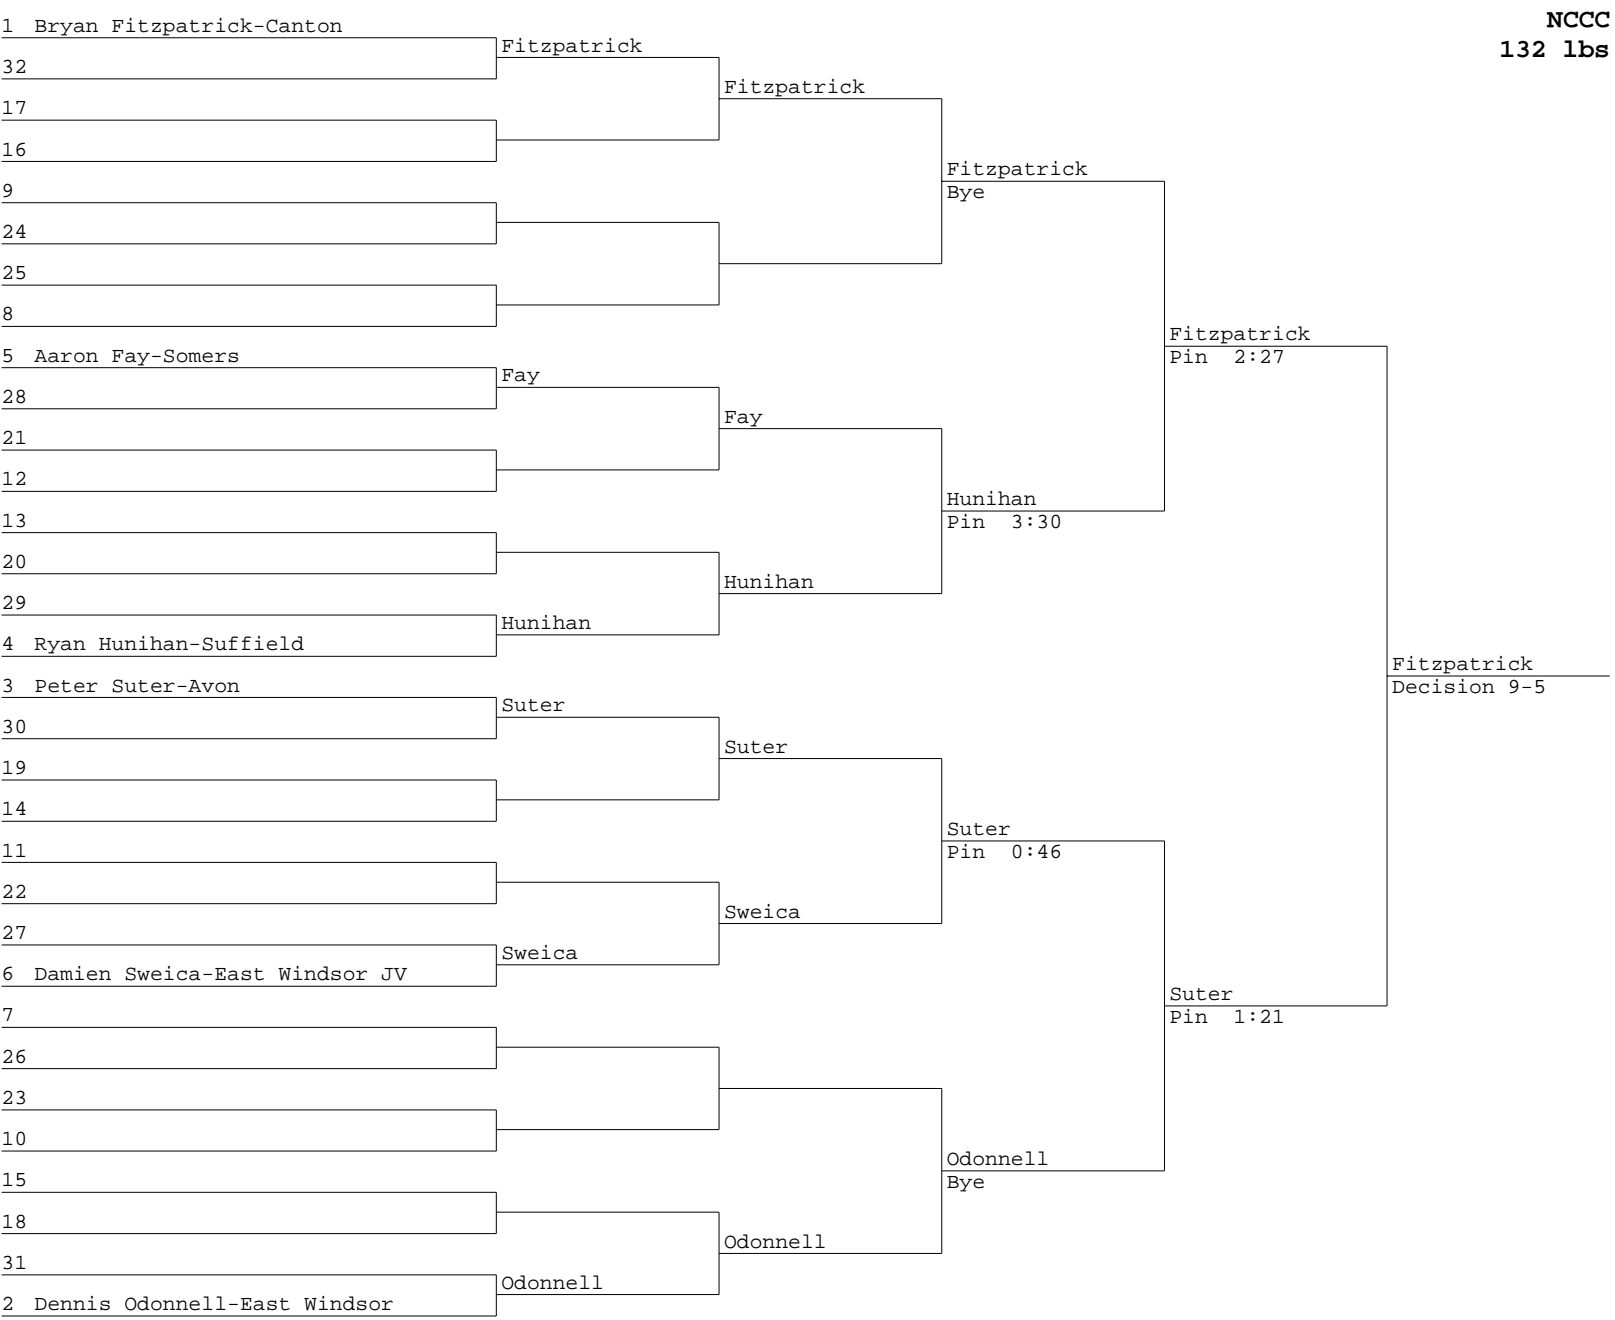 NCCC
132 lbs
1 Bryan Fitzpatrick-Canton
32
17
16
9
24
25
8
5 Aaron Fay-Somers
28
21
12
13
20
29
4 Ryan Hunihan-Suffield
3 Peter Suter-Avon
30
19
14
11
22
27
6 Damien Sweica-East Windsor JV
7
26
23
10
15
18
31
2 Dennis Odonnell-East Windsor
Fitzpatrick
Fay
Hunihan
Suter
Sweica
Odonnell
Fitzpatrick
Fay
Hunihan
Suter
Sweica
Odonnell
Fitzpatrick
Bye
Hunihan
Pin 3:30
Suter
Pin 0:46
Odonnell
Bye
Fitzpatrick
Pin 2:27
Suter
Pin 1:21
Fitzpatrick
Decision 9-5